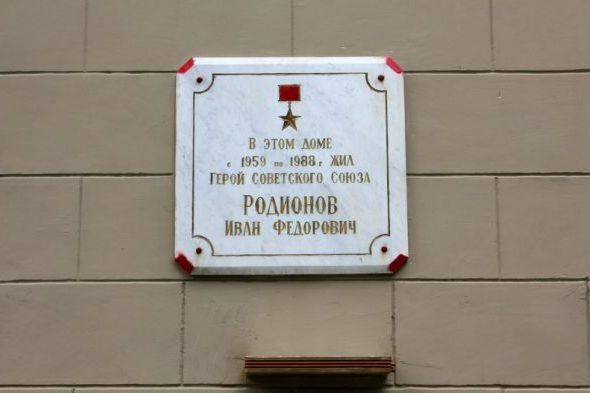 В ЭТОМ ДОМЕ
с 1959 по 1988 г ЖИЛ
ГЕРОЙ СОВЕТСКОГО СОЮЗА
РОДИОНОВ
ИВАН ФЕДОРОВИЧ